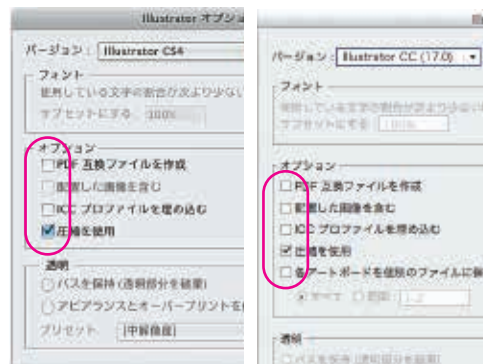 Illustrator オプショ
バージョン： Illustrator CS4
フォント
使用している文字の割合が次より少ない
サブセットにする 100%
オプション
PDF 互換ファイルを作成
配置した画像を含む
ICC プロファイルを埋め込む
圧縮を使用
透明
パスを保持（透明部分を破棄）
アピアランスとオーバープリントを
プリセット [中解像度]
バージョン： Illustrator CC (17.0)
フォント
使用している文字の割合が次より少ない
サブセットにする 100%
オプション
PDF 互換ファイルを作成
配置した画像を含む
ICC プロファイルを埋め込む
圧縮を使用
各アートボードを個別のファイルに保
すべて 範囲： 1-2
透明
パスを保持（透明部分を破棄）